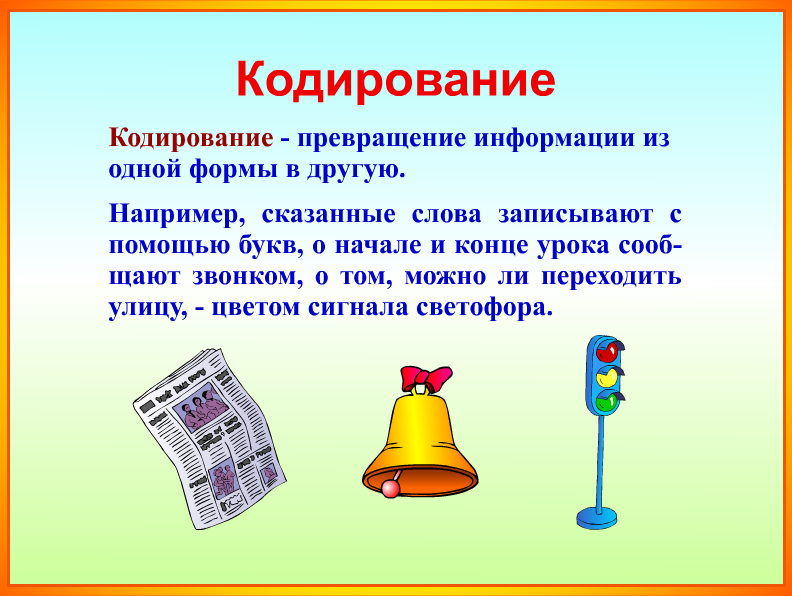 Кодирование
Кодирование - превращение информации из
одной формы в другую.
Например, сказанные слова записывают с
помощью букв, о начале и конце урока сооб-
щают звонком, о том, можно ли переходить
улицу, - цветом сигнала светофора.